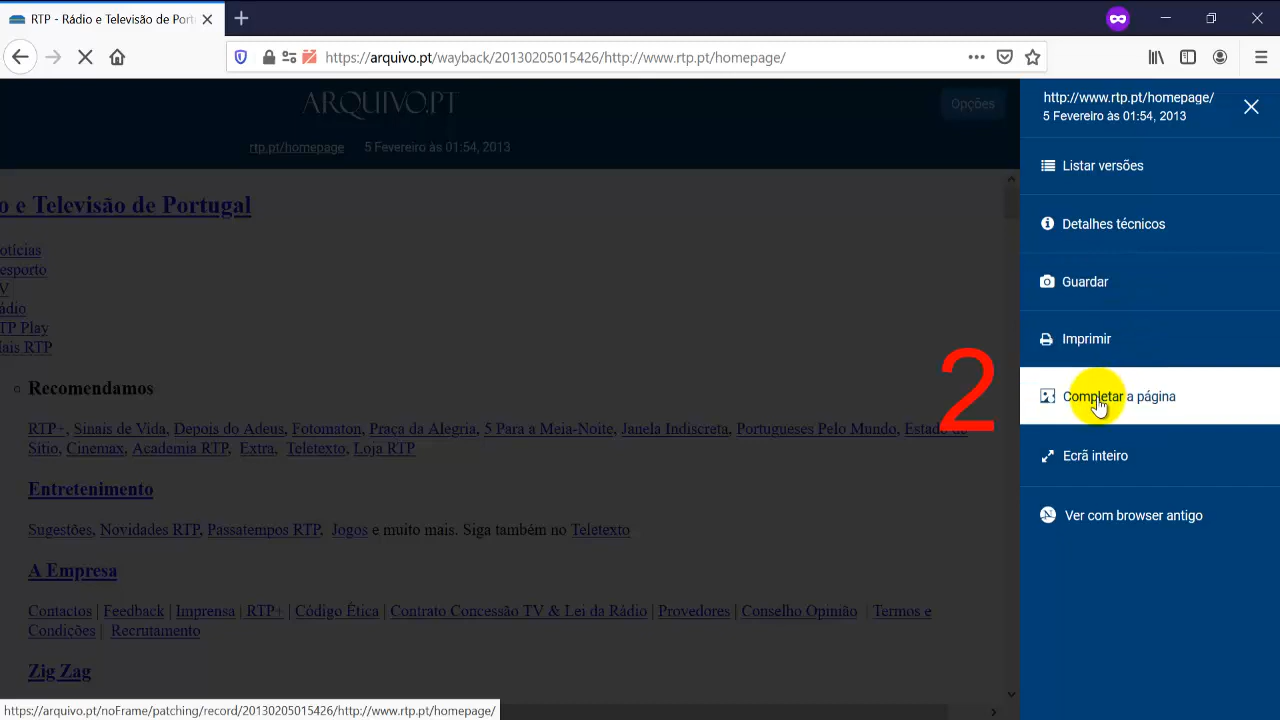 RTP - Rádio e Televisão de Port
https://arquivo.pt/wayback/20130205015426/http://www.rtp.pt/homepage/
ARQUIVO.PT
Opções
rtp.pt/homepage 5 Fevereiro às 01:54, 2013
o e Televisão de Portugal
otícias
esporto
V
ádio
TP Play
Mais RTP
Recomendamos
RTP+, Sinais de Vida, Depois do Adeus, Fotomaton, Praça da Alegria, 5 Para a Meia-Noite, Janela Indiscreta, Portugueses Pelo Mundo, Estado de
Sítio, Cinemax, Academia RTP, Extra, Teletexto, Loja RTP
Entretenimento
Sugestões, Novidades RTP, Passatempos RTP, Jogos e muito mais. Siga também no Teletexto
A Empresa
Contactos | Feedback | Imprensa | RTP+ | Código Ética | Contrato Concessão TV & Lei da Rádio | Provedores | Conselho Opinião | Termos e
Condições | Recrutamento
Zig Zag
http://www.rtp.pt/homepage/
5 Fevereiro às 01:54, 2013
Listar versões
Detalhes técnicos
Guardar
Imprimir
2
Completar a página
Ecrã inteiro
Ver com browser antigo
https://arquivo.pt/noFrame/patching/record/20130205015426/http://www.rtp.pt/homepage/